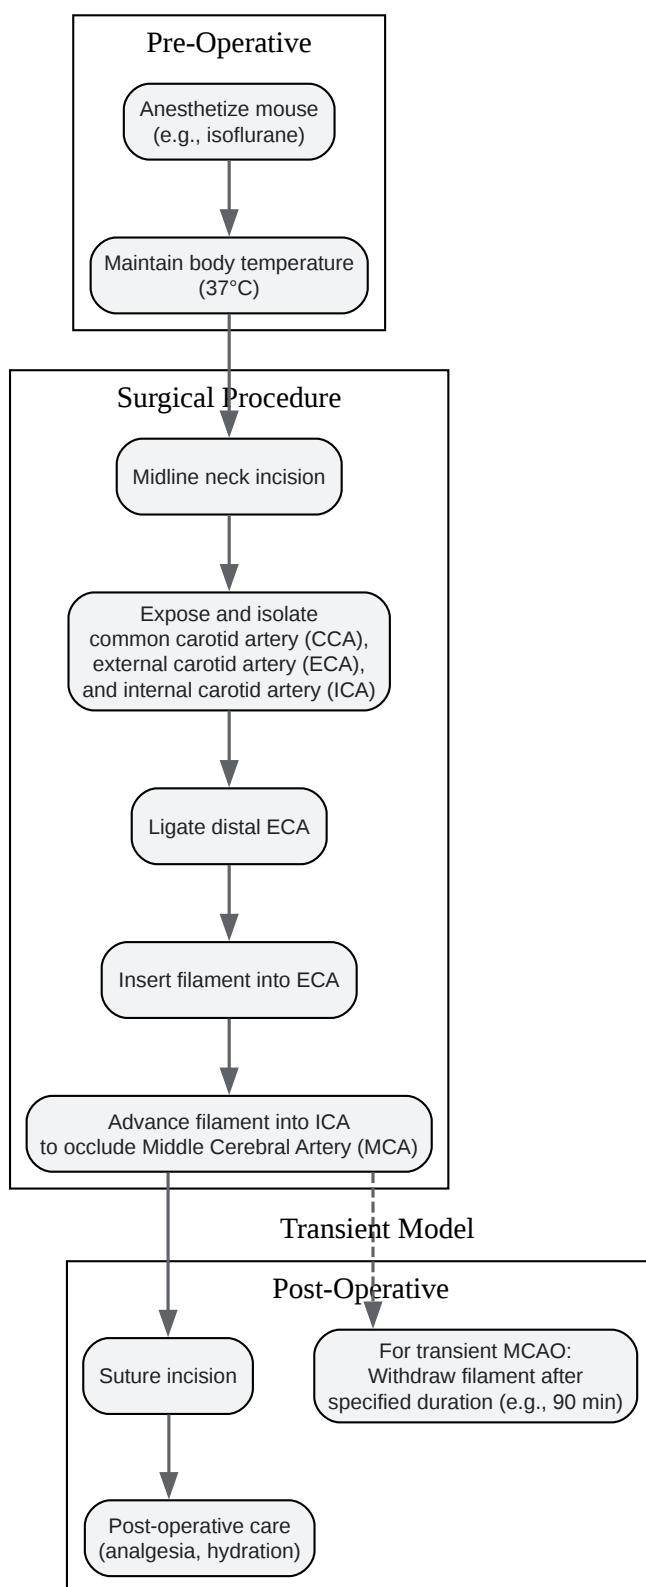 Pre-Operative
Anesthetize mouse
(e.g., isoflurane)
Maintain body temperature
(37°C)
Surgical Procedure
Midline neck incision
Expose and isolate
common carotid artery (CCA),
external carotid artery (ECA),
and internal carotid artery (ICA)
Ligate distal ECA
Insert filament into ECA
Advance filament into ICA
to occlude Middle Cerebral Artery (MCA)
Transient Model
Post-Operative
Suture incision
For transient MCAO:
Withdraw filament after
specified duration (e.g., 90 min)
Post-operative care
(analgesia, hydration)